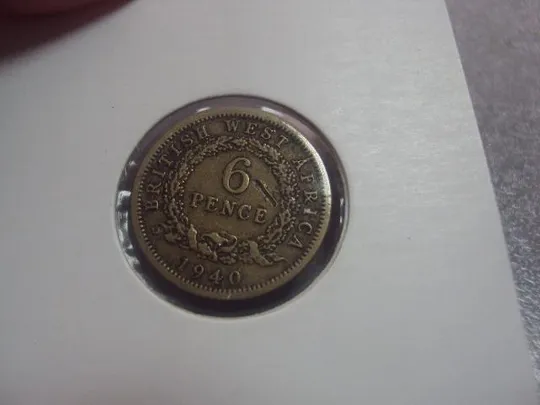 BRITISH WEST AFRICA
6
PENCE
1940